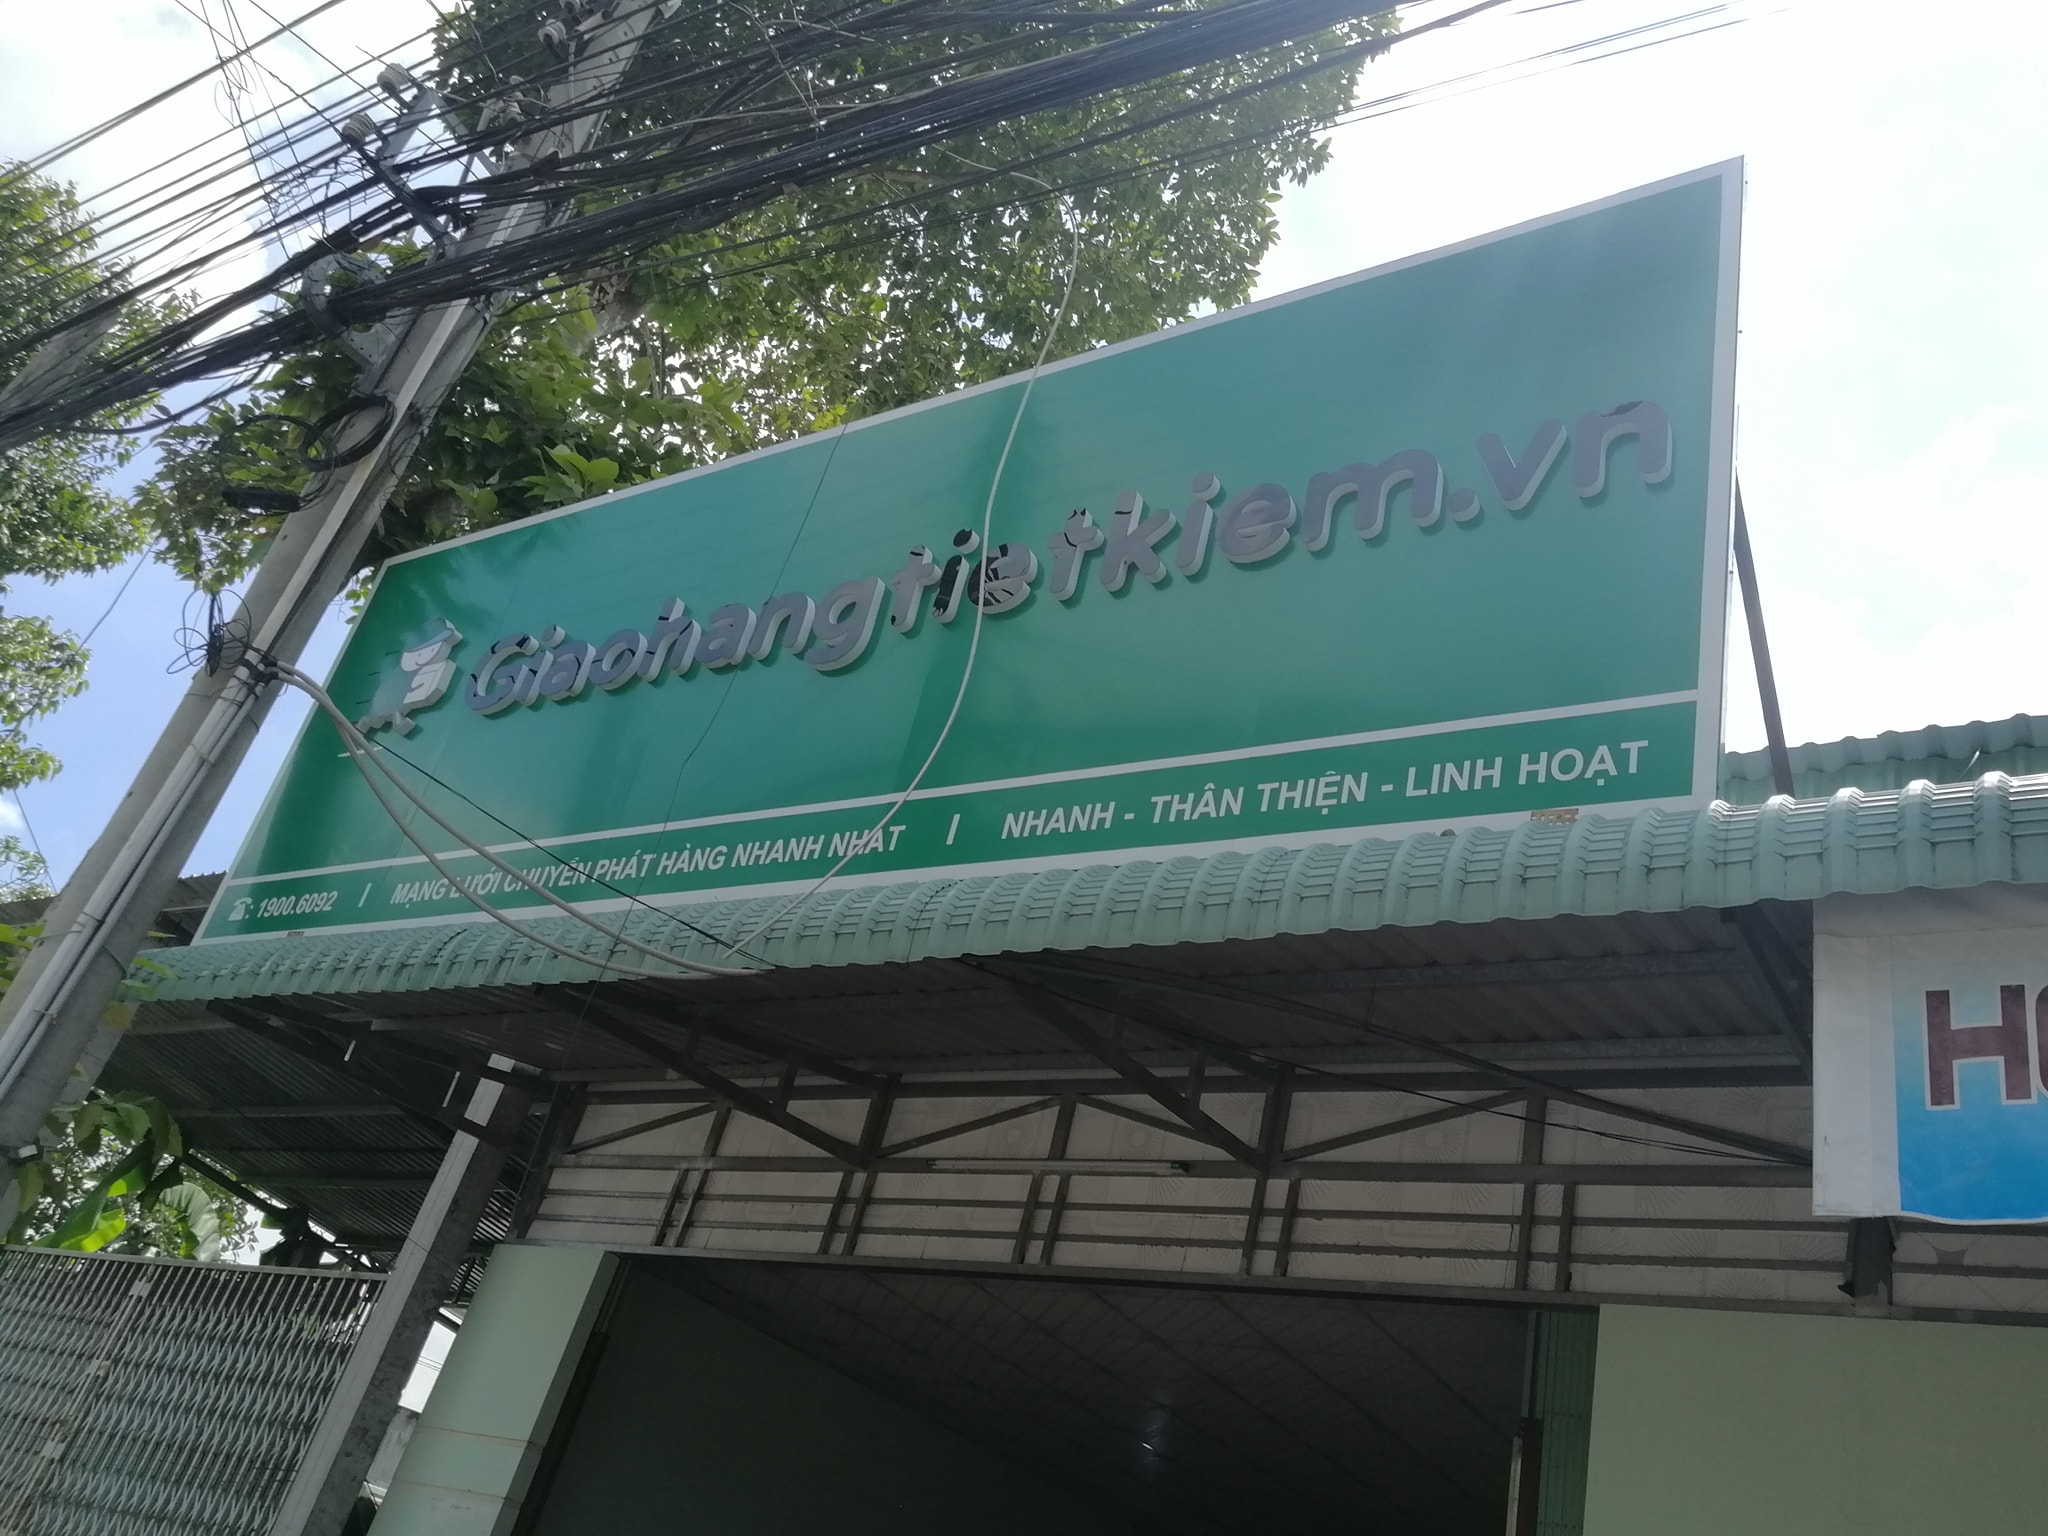 Giaohangtietkiem.vn
☎: 1900.6092 / MẠNG LƯỚI CHUYỂN PHÁT HÀNG NHANH NHẤT / NHANH - THÂN THIỆN - LINH HOẠT